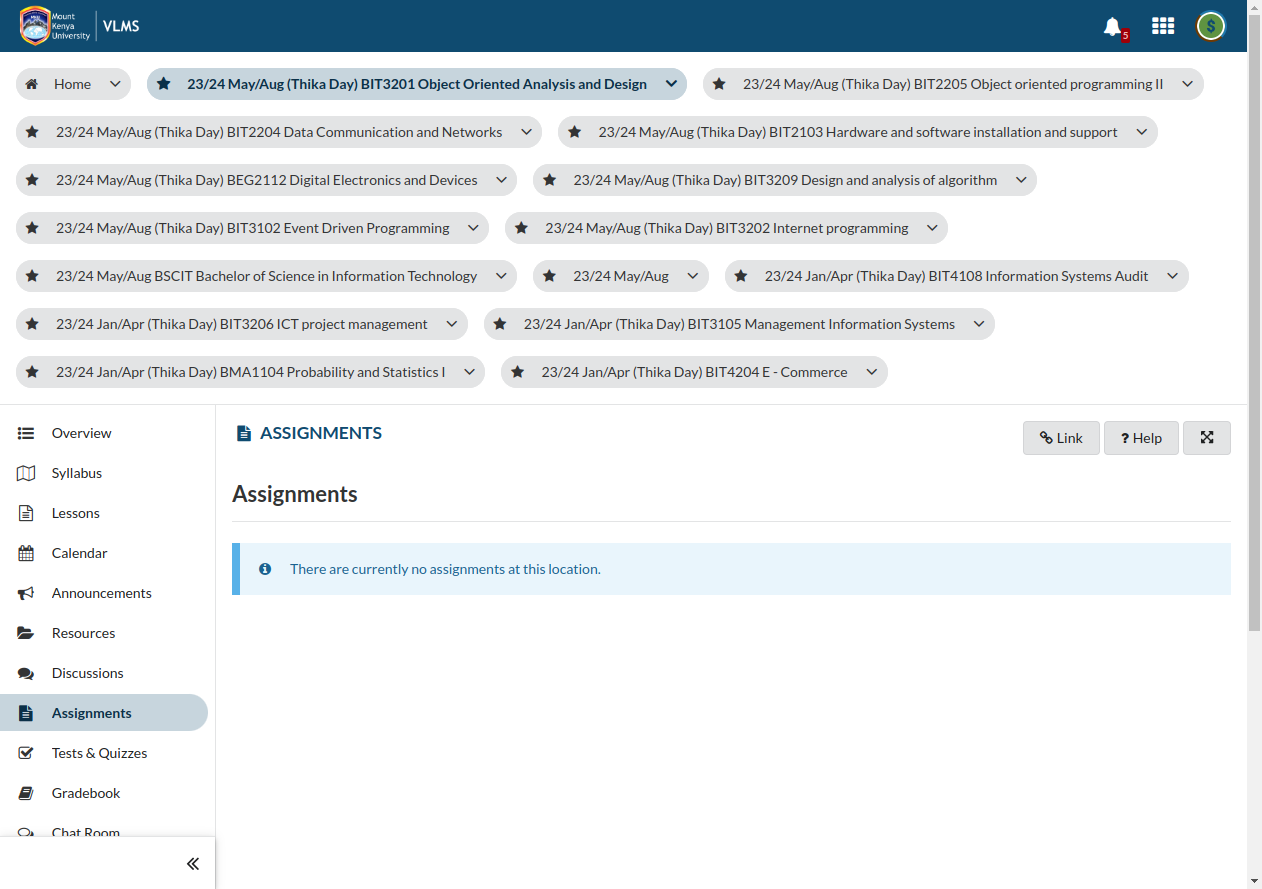 Mount
Kenya
University
VLMS
5
$
Home
23/24 May/Aug (Thika Day) BIT3201 Object Oriented Analysis and Design
23/24 May/Aug (Thika Day) BIT2205 Object oriented programming II
23/24 May/Aug (Thika Day) BIT2204 Data Communication and Networks
23/24 May/Aug (Thika Day) BIT2103 Hardware and software installation and support
23/24 May/Aug (Thika Day) BEG2112 Digital Electronics and Devices
23/24 May/Aug (Thika Day) BIT3209 Design and analysis of algorithm
23/24 May/Aug (Thika Day) BIT3102 Event Driven Programming
23/24 May/Aug (Thika Day) BIT3202 Internet programming
23/24 May/Aug BSCIT Bachelor of Science in Information Technology
23/24 May/Aug
23/24 Jan/Apr (Thika Day) BIT4108 Information Systems Audit
23/24 Jan/Apr (Thika Day) BIT3206 ICT project management
23/24 Jan/Apr (Thika Day) BIT3105 Management Information Systems
23/24 Jan/Apr (Thika Day) BMA1104 Probability and Statistics I
23/24 Jan/Apr (Thika Day) BIT4204 E - Commerce
Overview
Syllabus
Lessons
Calendar
Announcements
Resources
Discussions
Assignments
Tests & Quizzes
Gradebook
Chat Room
ASSIGNMENTS
Link
? Help
Assignments
There are currently no assignments at this location.